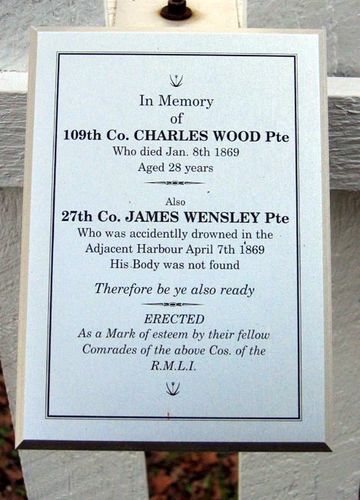 In Memory
of
109th Co. CHARLES WOOD Pte
Who died Jan. 8th 1869
Aged 28 years
Also
27th Co. JAMES WENSLEY Pte
Who was accidentlly drowned in the
Adjacent Harbour April 7th 1869
His Body was not found
Therefore be ye also ready
ERECTED
As a Mark of esteem by their fellow
Comrades of the above Cos. of the
R.M.L.I.